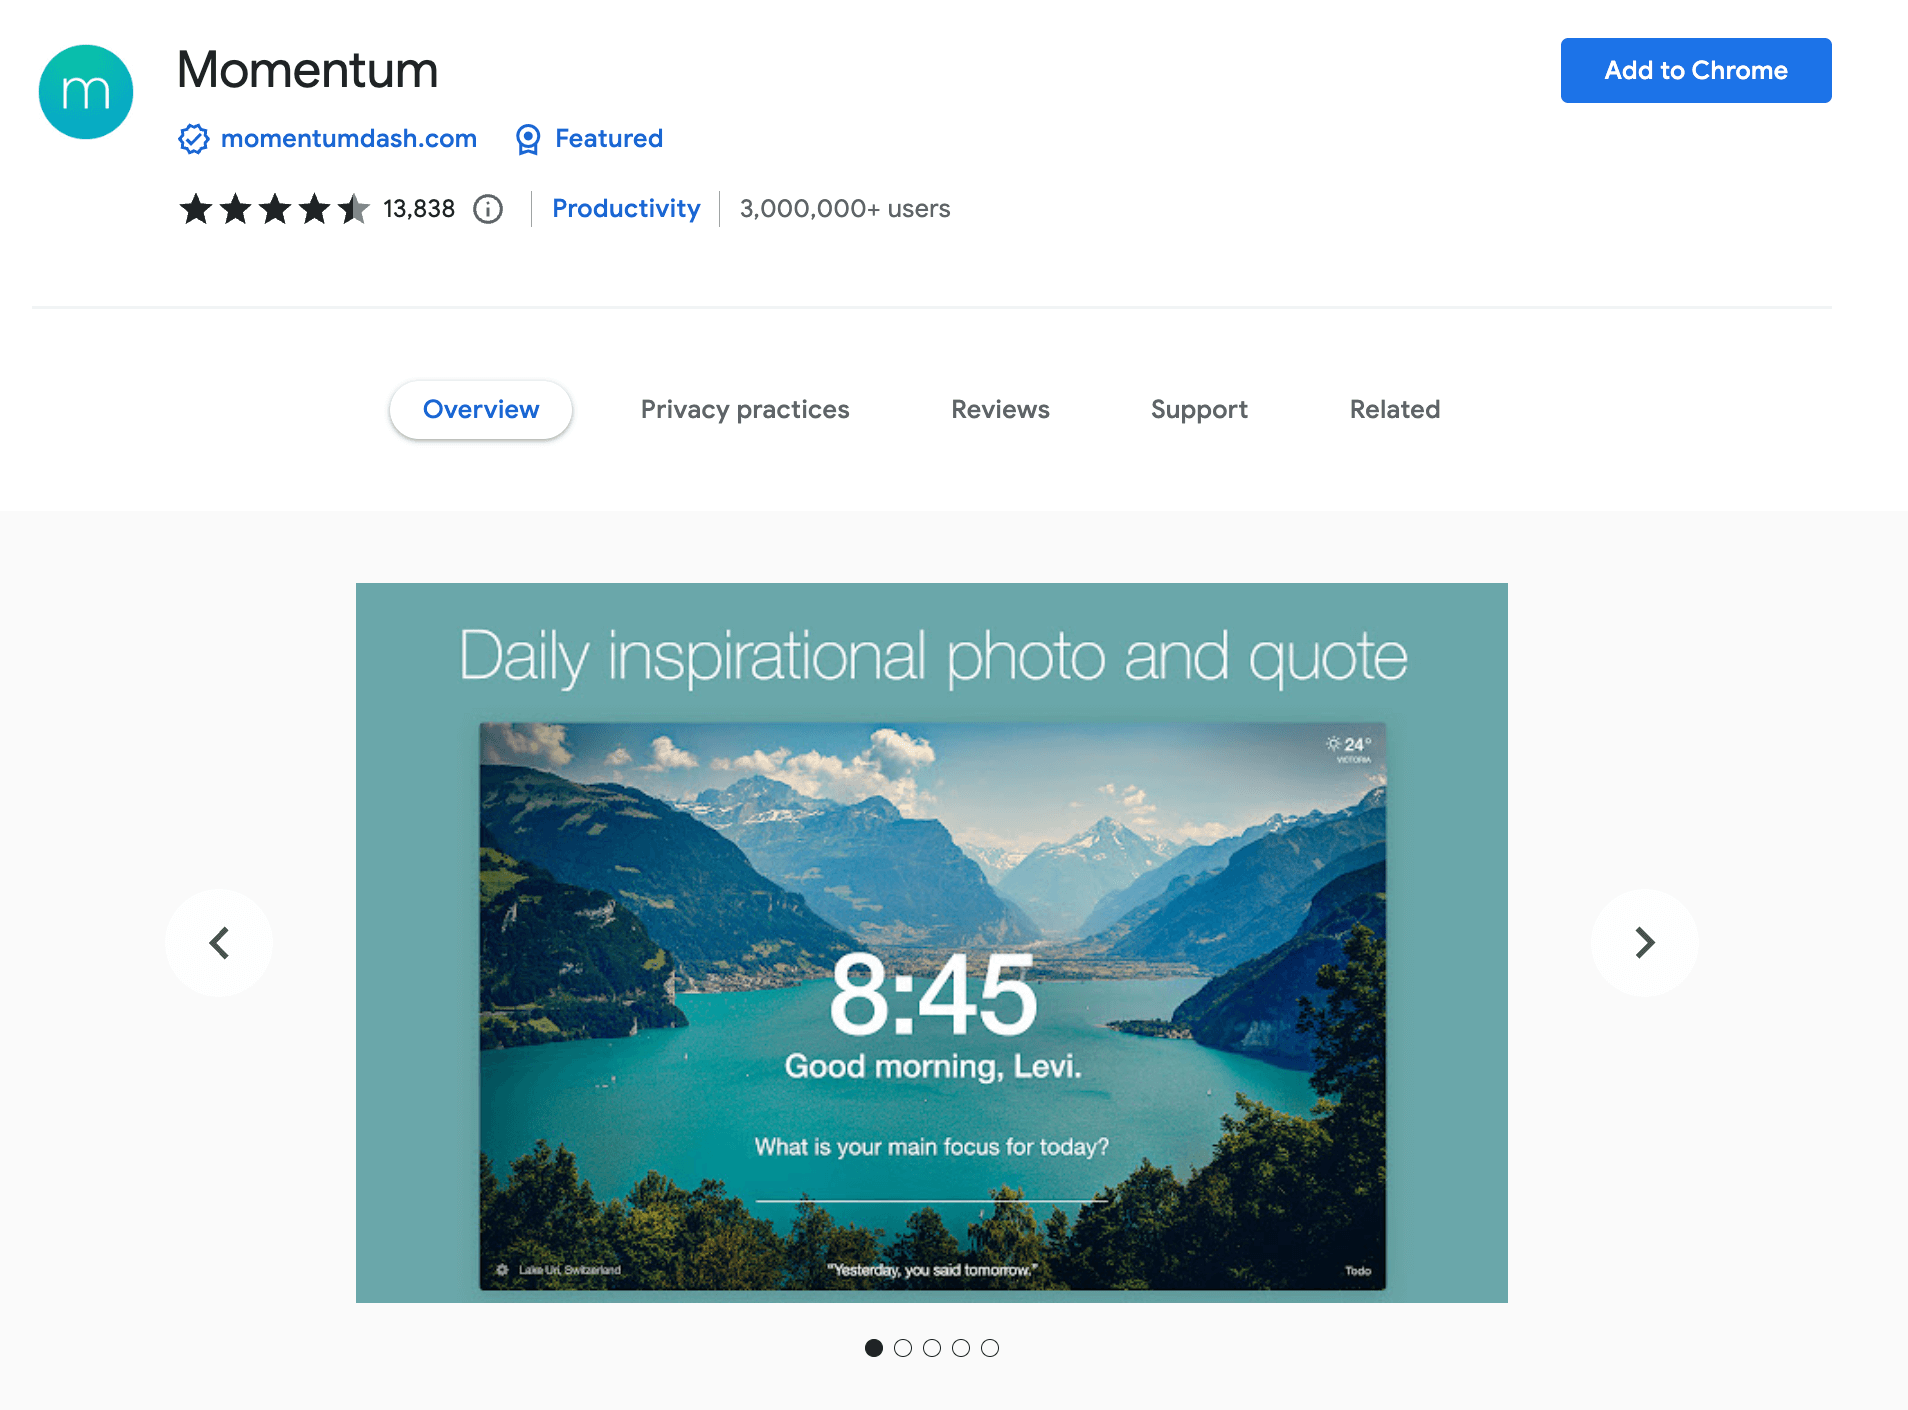 m
Momentum
Add to Chrome
momentumdash.com
Featured
13,838
Productivity
3,000,000+ users
Overview
Privacy practices
Reviews
Support
Related
Daily inspirational photo and quote
24°
VICTORIA
8:45
Good morning, Levi.
What is your main focus for today?
Lake Uri, Switzerland
"Yesterday, you said tomorrow."
Todo